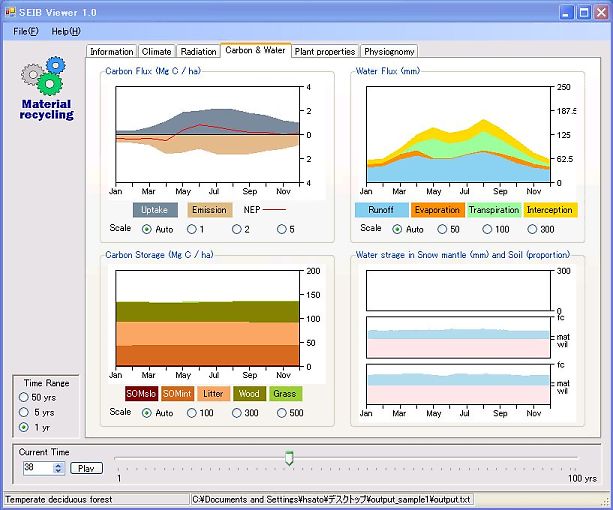 SEIB Viewer 1.0
File(F) Help(H)
Material
recycling
Information Climate Radiation Carbon & Water Plant properties Physiognomy
Carbon Flux (Mg C / ha)
4
2
0
2
4
Jan Mar May Jul Sep Nov
Uptake Emission NEP
Scale Auto 1 2 5
Water Flux (mm)
250
187.5
125
62.5
0
Jan Mar May Jul Sep Nov
Runoff Evaporation Transpiration Interception
Scale Auto 50 100 300
Carbon Storage (Mg C / ha)
200
150
100
50
0
Jan Mar May Jul Sep Nov
SOMslo SOMint Litter Wood Grass
Scale Auto 100 300 500
Water strage in Snow mantle (mm) and Soil (proportion)
300
0
fc
mat
wil
fc
mat
wil
Jan Mar May Jul Sep Nov
Time Range
50 yrs
5 yrs
1 yr
Current Time
38 Play
1 100 yrs
Temperate deciduous forest C:¥Documents and Settings¥hsato¥デスクトップ¥output_sample1¥output.txt